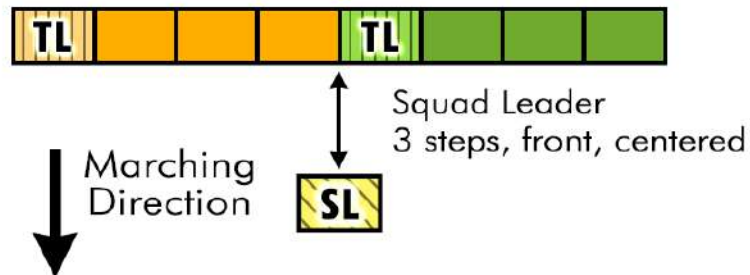 TL TL
Squad Leader
3 steps, front, centered
Marching
Direction
SL